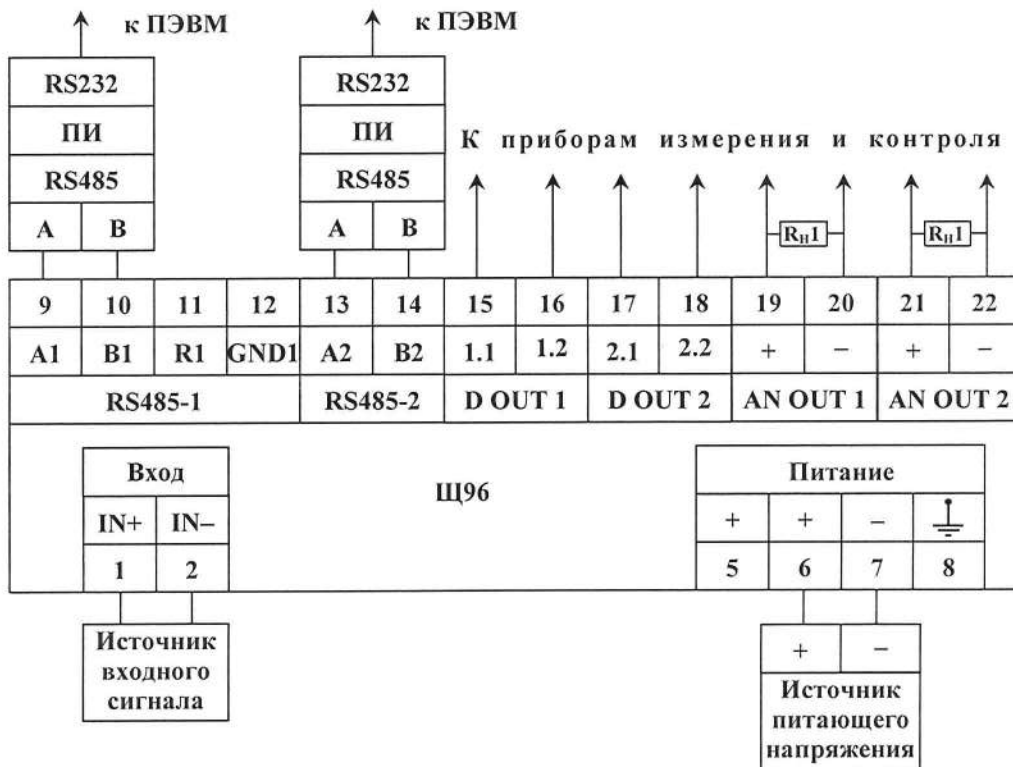 к ПЭВМ к ПЭВМ
RS232 RS232
ПИ ПИ
К приборам измерения и контроля
RS485 RS485
A B A B
Rн1 Rн1
9 10 11 12 13 14 15 16 17 18 19 20 21 22
A1 B1 R1 GND1 A2 B2 1.1 1.2 2.1 2.2 + − + −
RS485-1 RS485-2 D OUT 1 D OUT 2 AN OUT 1 AN OUT 2
Вход
IN+ IN−
1 2
Щ96
Питание
+ + −
5 6 7 8
Источник
входного
сигнала
+ −
Источник
питающего
напряжения